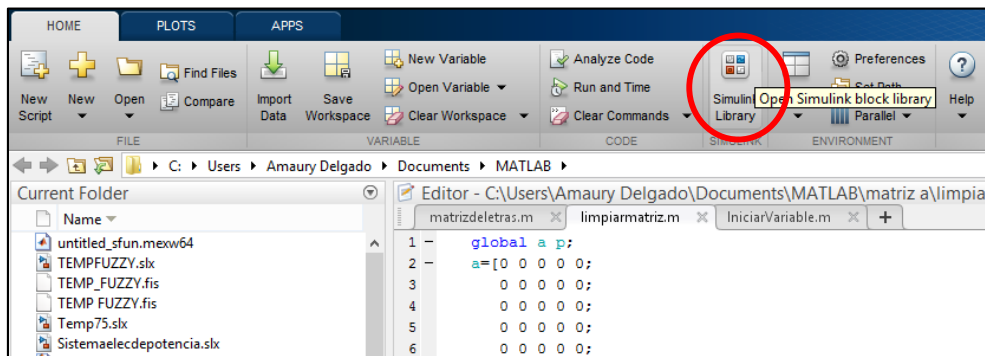 HOME PLOTS APPS
New Script
New
Open
Find Files
Compare
FILE
Import Data
Save Workspace
New Variable
Open Variable
Clear Workspace
VARIABLE
Analyze Code
Run and Time
Clear Commands
CODE
Library
Open Simulink block library
SIMULINK
Preferences
Set Path
Parallel
ENVIRONMENT
Help
C: Users Amaury Delgado Documents MATLAB
Current Folder
Name
untitled_sfun.mexw64
TEMPFUZZY.slx
TEMP_FUZZY.fis
TEMP FUZZY.fis
Temp75.slx
Sistemaelecdepotencia.slx
Editor - C:\Users\Amaury Delgado\Documents\MATLAB\matriz a\limpia
matrizdeletras.m limpiarmatriz.m IniciarVariable.m +
1 – global a p;
2 – a=[0 0 0 0 0;
3 0 0 0 0 0;
4 0 0 0 0 0;
5 0 0 0 0 0;
6 0 0 0 0 0;